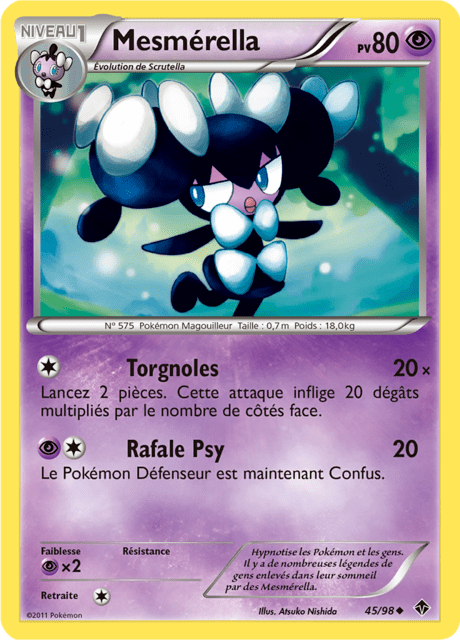 NIVEAU 1
Mesmérella
PV 80
Évolution de Scrutella
N° 575 Pokémon Magouilleur Taille : 0,7 m Poids : 18,0kg
Torgnoles 20 x
Lancez 2 pièces. Cette attaque inflige 20 dégâts
multipliés par le nombre de côtés face.
Rafale Psy 20
Le Pokémon Défenseur est maintenant Confus.
Faiblesse Résistance
×2
Retraite
Hypnotise les Pokémon et les gens.
Il y a de nombreuses légendes de
gens enlevés dans leur sommeil
par des Mesmérella.
©2011 Pokémon Illus. Atsuko Nishida 45/98